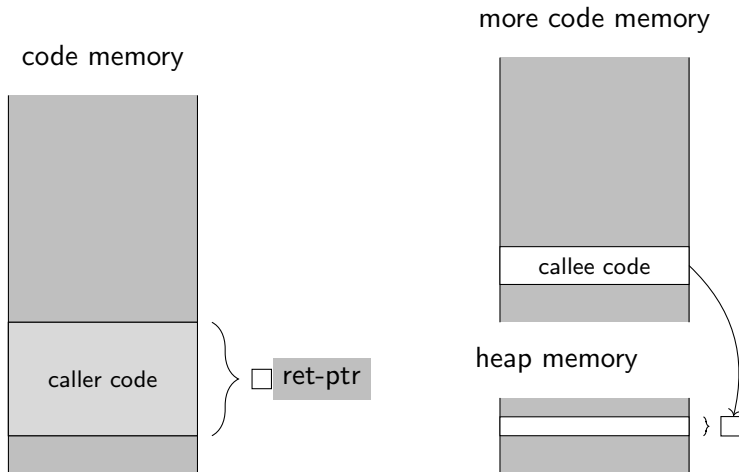 code memory
caller code
ret-ptr
more code memory
callee code
heap memory